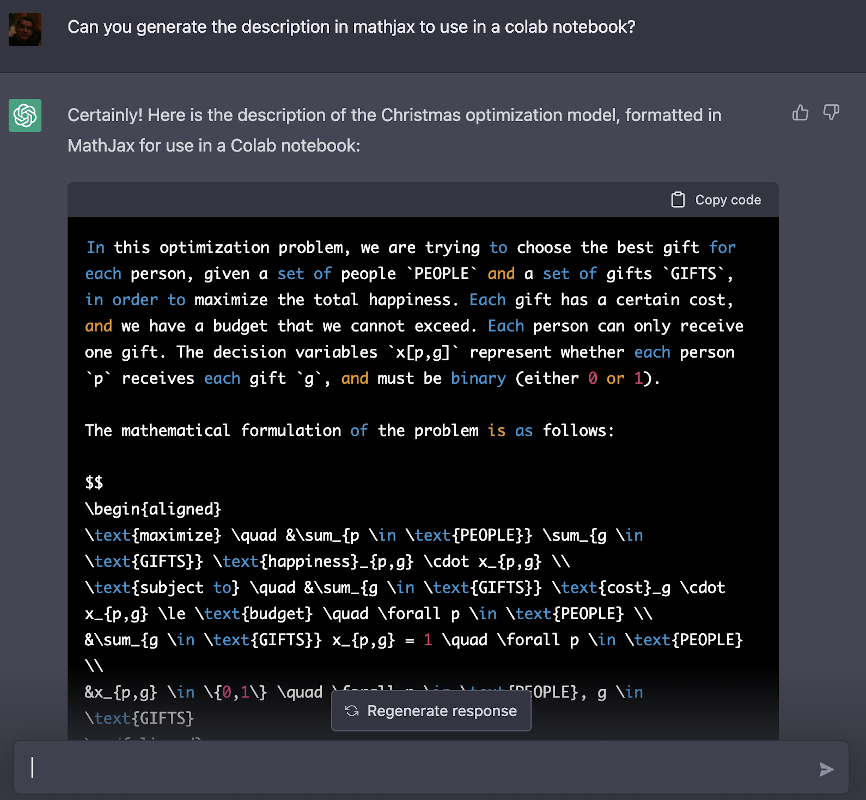 Can you generate the description in mathjax to use in a colab notebook?
Certainly! Here is the description of the Christmas optimization model, formatted in
MathJax for use in a Colab notebook:
Copy code
In this optimization problem, we are trying to choose the best gift for
each person, given a set of people `PEOPLE` and a set of gifts `GIFTS`,
in order to maximize the total happiness. Each gift has a certain cost,
and we have a budget that we cannot exceed. Each person can only receive
one gift. The decision variables `x[p,g]` represent whether each person
`p` receives each gift `g`, and must be binary (either 0 or 1).
The mathematical formulation of the problem is as follows:
$$
\begin{aligned}
\text{maximize} \quad &\sum_{p \in \text{PEOPLE}} \sum_{g \in
\text{GIFTS}} \text{happiness}_{p,g} \cdot x_{p,g} \\
\text{subject to} \quad &\sum_{g \in \text{GIFTS}} \text{cost}_g \cdot
x_{p,g} \le \text{budget} \quad \forall p \in \text{PEOPLE} \\
&\sum_{g \in \text{GIFTS}} x_{p,g} = 1 \quad \forall p \in \text{PEOPLE}
\\
&x_{p,g} \in \{0,1\} \quad PEOPLE}, g \in
\text{GIFTS}
Regenerate response